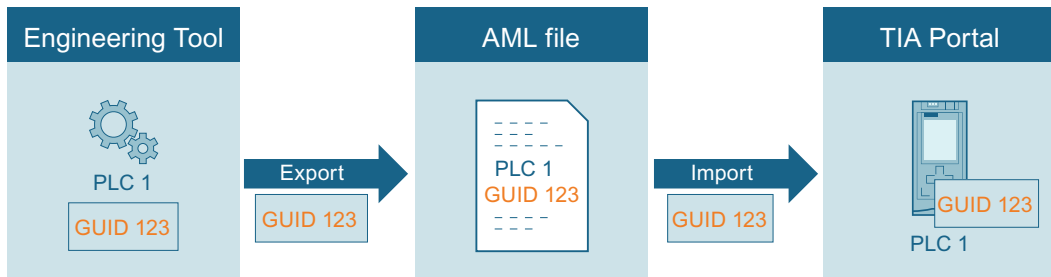 Engineering Tool
PLC 1
GUID 123
Export
GUID 123
AML file
PLC 1
GUID 123
Import
GUID 123
TIA Portal
GUID 123
PLC 1